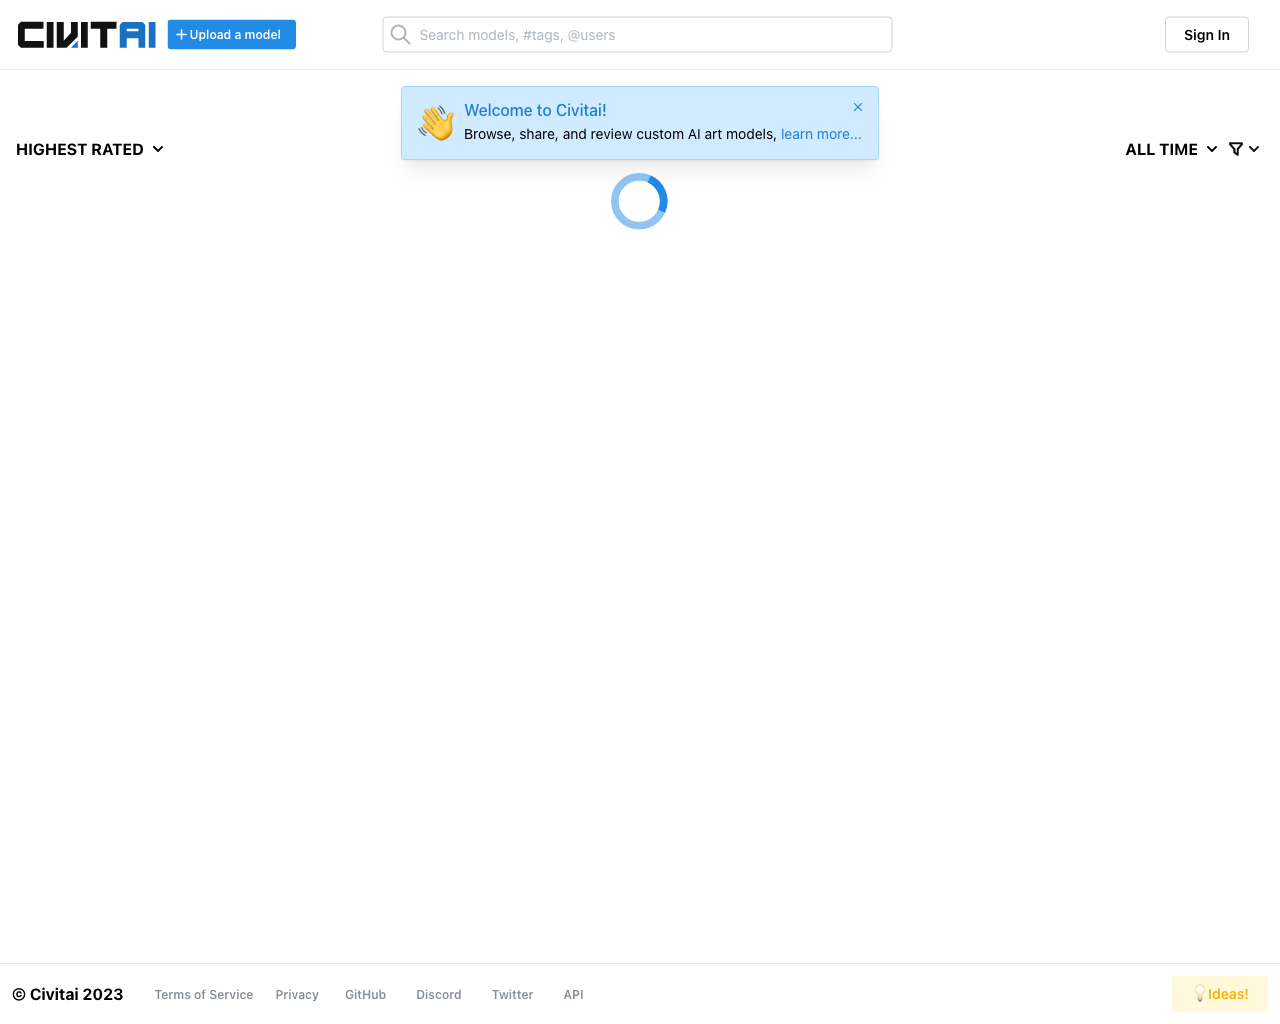 CIVITAI
Upload a model
Search models, #tags, @users
Sign In
Welcome to Civitai!
Browse, share, and review custom AI art models, learn more...
HIGHEST RATED
ALL TIME
© Civitai 2023
Terms of Service
Privacy
GitHub
Discord
Twitter
API
💡Ideas!